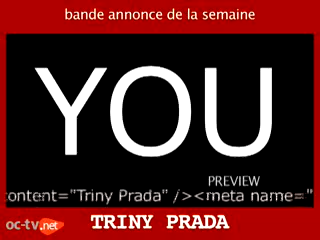 bande annonce de la semaine
YOU
PREVIEW
content="Triny Prada" /><meta name="
oc-tv.net
TRINY PRADA